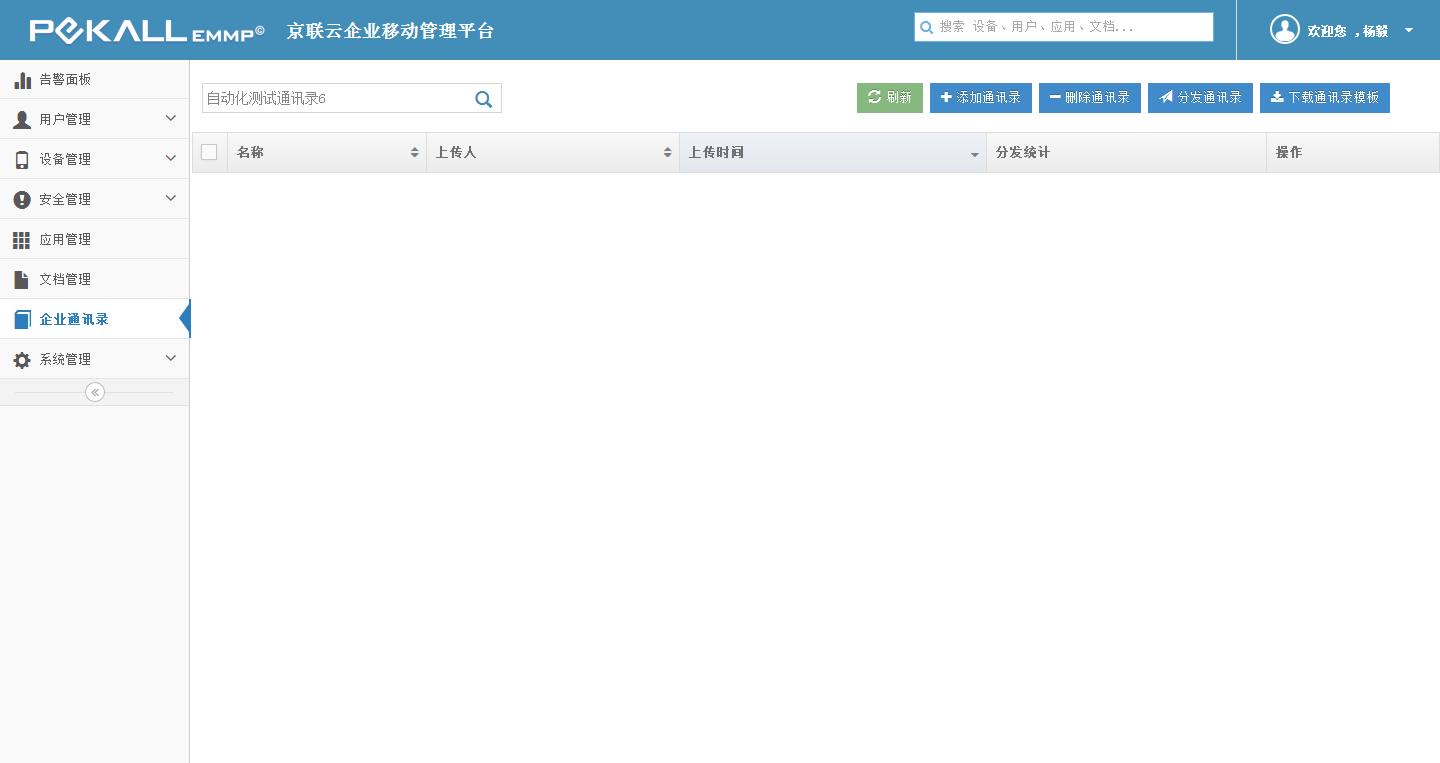 PEKALL EMMP© 京联云企业移动管理平台
搜索 设备、用户、应用、文档...
欢迎您 ，杨毅
告警面板
用户管理
设备管理
安全管理
应用管理
文档管理
企业通讯录
系统管理
自动化测试通讯录6
刷新 添加通讯录 删除通讯录 分发通讯录 下载通讯录模板
名称 上传人 上传时间 分发统计 操作